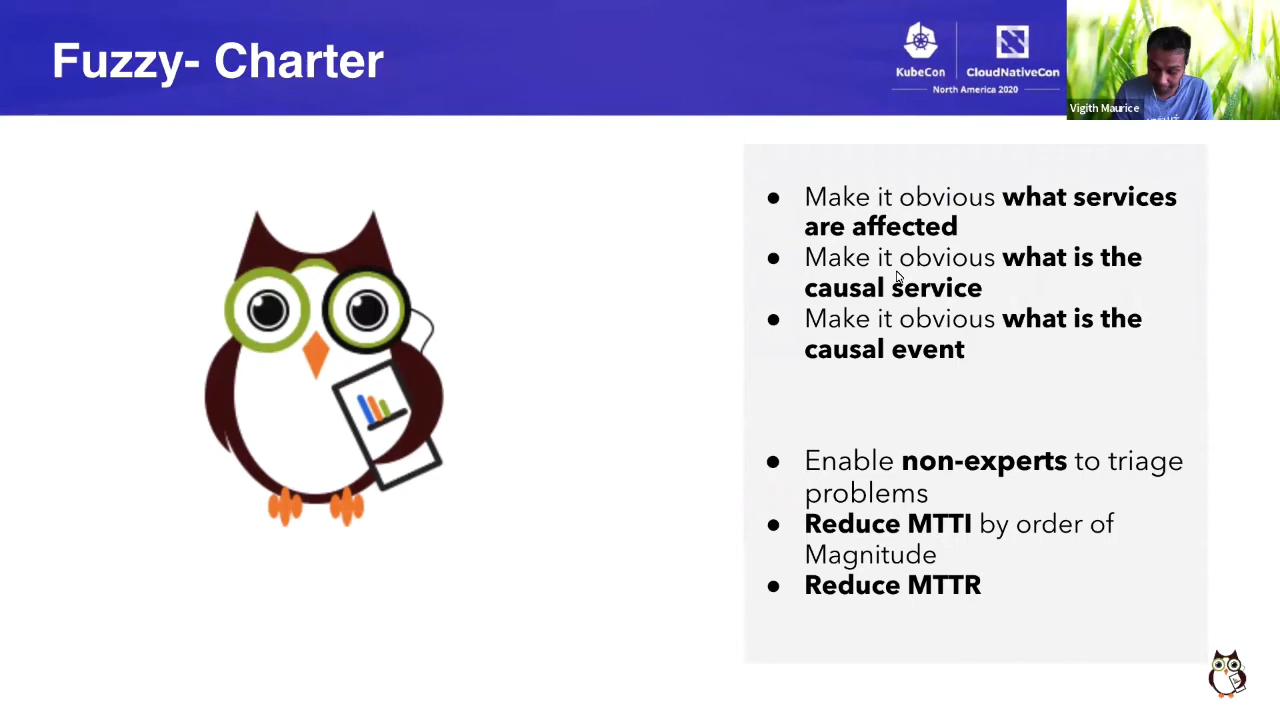 Fuzzy- Charter
KubeCon
CloudNativeCon
North America 2020
Vigith Maurice
● Make it obvious what services
are affected
● Make it obvious what is the
causal service
● Make it obvious what is the
causal event
● Enable non-experts to triage
problems
● Reduce MTTI by order of
Magnitude
● Reduce MTTR